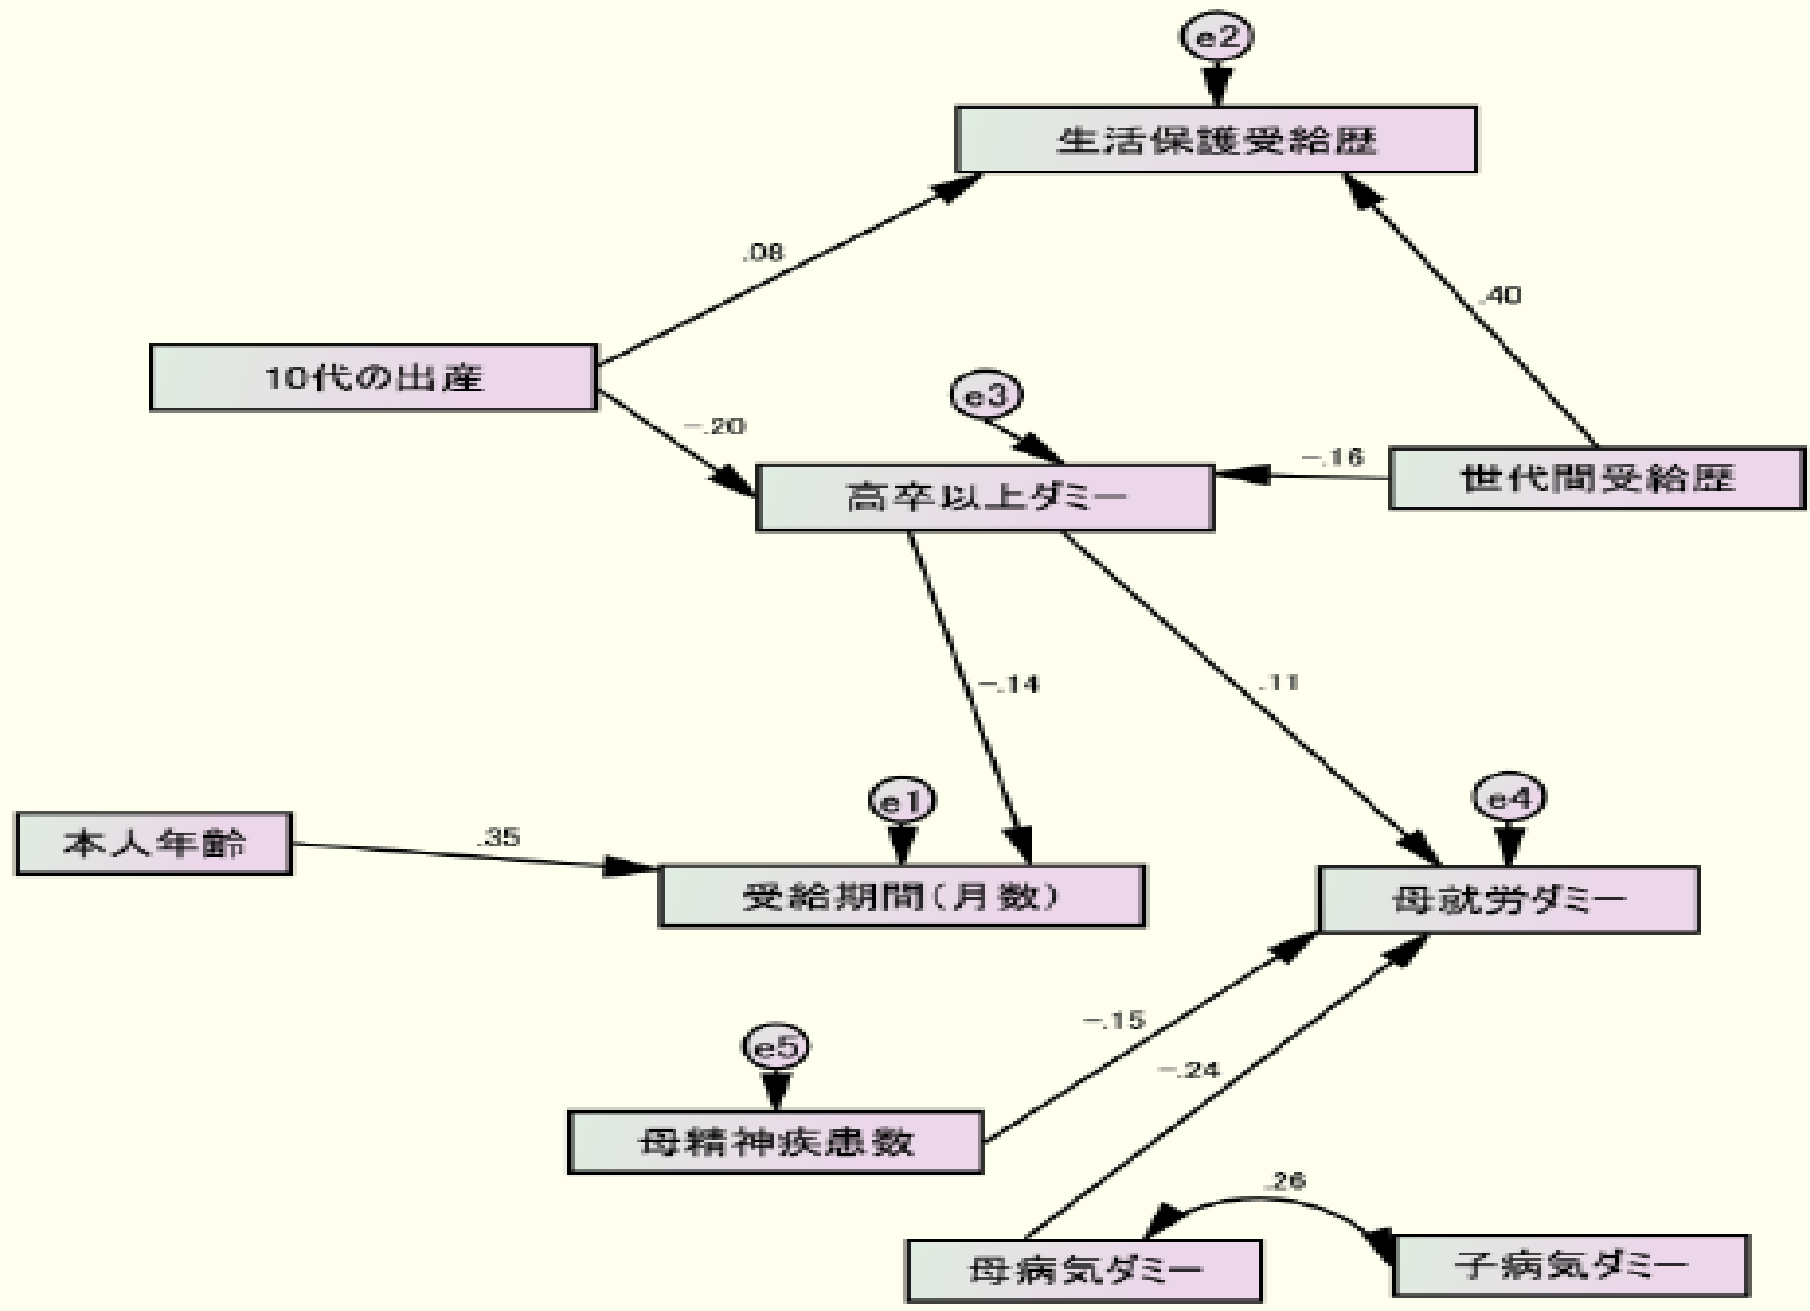 e2
生活保護受給歴
.08
.40
10代の出産
e3
-.20
-.16
高卒以上ダミー
世代間受給歴
-.14
.11
e1
e4
本人年齢
.35
受給期間(月数)
母就労ダミー
-.15
e5
-.24
母精神疾患数
.26
母病気ダミー
子病気ダミー